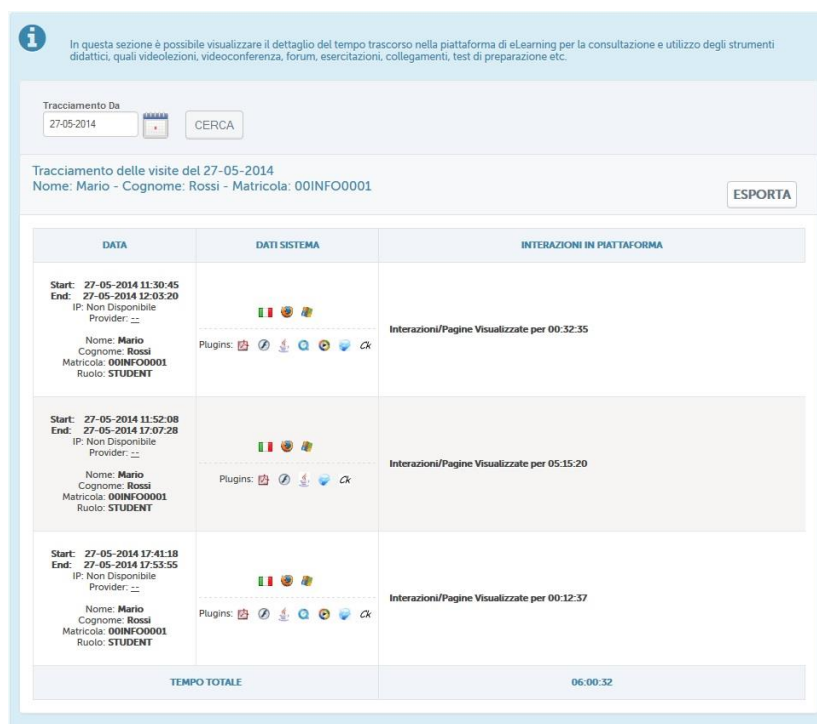 In questa sezione è possibile visualizzare il dettaglio del tempo trascorso nella piattaforma di eLearning per la consultazione e utilizzo degli strumenti
didattici, quali videolezioni, videoconferenza, forum, esercitazioni, collegamenti, test di preparazione etc.
Tracciamento Da
27-05-2014
CERCA
Tracciamento delle visite del 27-05-2014
Nome: Mario - Cognome: Rossi - Matricola: 00INFO0001
ESPORTA
DATA DATI SISTEMA INTERAZIONI IN PIATTAFORMA
Start: 27-05-2014 11:30:45
End: 27-05-2014 12:03:20
IP: Non Disponibile
Provider: --
Nome: Mario
Cognome: Rossi
Matricola: 00INFO0001
Ruolo: STUDENT
Plugins: Ck
Interazioni/Pagine Visualizzate per 00:32:35
Start: 27-05-2014 11:52:08
End: 27-05-2014 17:07:28
IP: Non Disponibile
Provider: --
Nome: Mario
Cognome: Rossi
Matricola: 00INFO0001
Ruolo: STUDENT
Plugins: Ck
Interazioni/Pagine Visualizzate per 05:15:20
Start: 27-05-2014 17:41:18
End: 27-05-2014 17:53:55
IP: Non Disponibile
Provider: --
Nome: Mario
Cognome: Rossi
Matricola: 00INFO0001
Ruolo: STUDENT
Plugins: Ck
Interazioni/Pagine Visualizzate per 00:12:37
TEMPO TOTALE 06:00:32